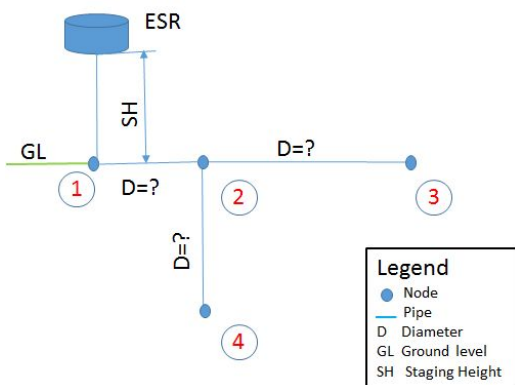 ESR
SH
GL
D=?
1
D=?
2
3
D=?
4
Legend
Node
Pipe
D Diameter
GL Ground level
SH Staging Height